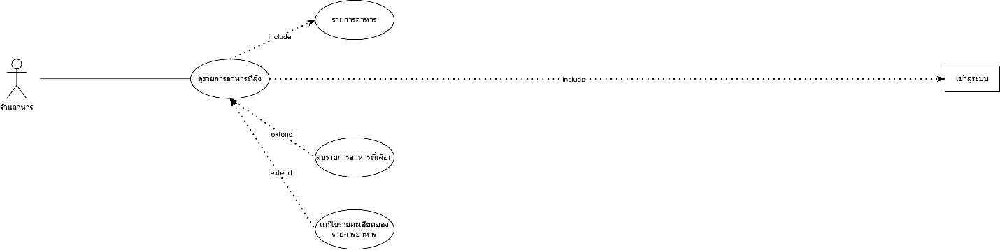 รายการอาหาร
include
ดูรายการอาหารที่สั่ง
include
เข้าสู่ระบบ
ร้านอาหาร
extend
ลบรายการอาหารที่เลือก
extend
แก้ไขรายละเอียดของ
รายการอาหาร